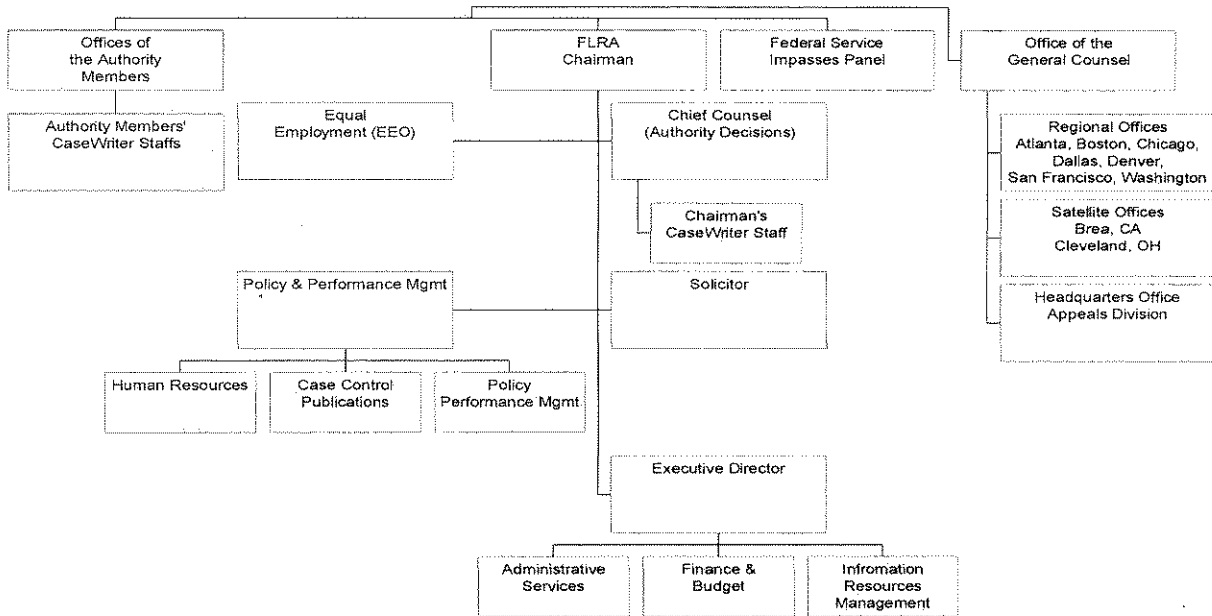 Offices of
the Authority
Members
FLRA
Chairman
Federal Service
Impasses Panel
Office of the
General Counsel
Authority Members'
CaseWriter Staffs
Equal
Employment (EEO)
Chief Counsel
(Authority Decisions)
Regional Offices
Atlanta, Boston, Chicago,
Dallas, Denver,
San Francisco, Washington
Chairman's
CaseWriter Staff
Satellite Offices
Brea, CA
Cleveland, OH
Policy & Performance Mgmt
Solicitor
Headquarters Office
Appeals Division
Human Resources
Case Control
Publications
Policy
Performance Mgmt
Executive Director
Administrative
Services
Finance &
Budget
Infromation
Resources
Management